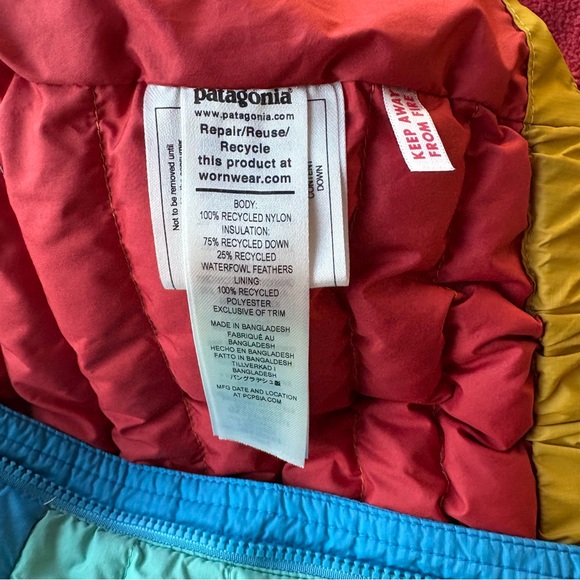 patagonia
www.patagonia.com
Repair/Reuse/
Recycle
this product at
wornwear.com
BODY:
100% RECYCLED NYLON
INSULATION:
75% RECYCLED DOWN
25% RECYCLED
WATERFOWL FEATHERS
LINING:
100% RECYCLED
POLYESTER
EXCLUSIVE OF TRIM
MADE IN BANGLADESH
FABRIQUÉ AU
BANGLADESH
HECHO EN BANGLADESH
FATTO IN BANGALDESH
TILLVERKAD I
BANGLADESH
バングラデシュ製
MFG DATE AND LOCATION
AT PCPSIA.COM
Not to be removed until
CONTENT
DOWN
KEEP AWAY
FROM FIRE